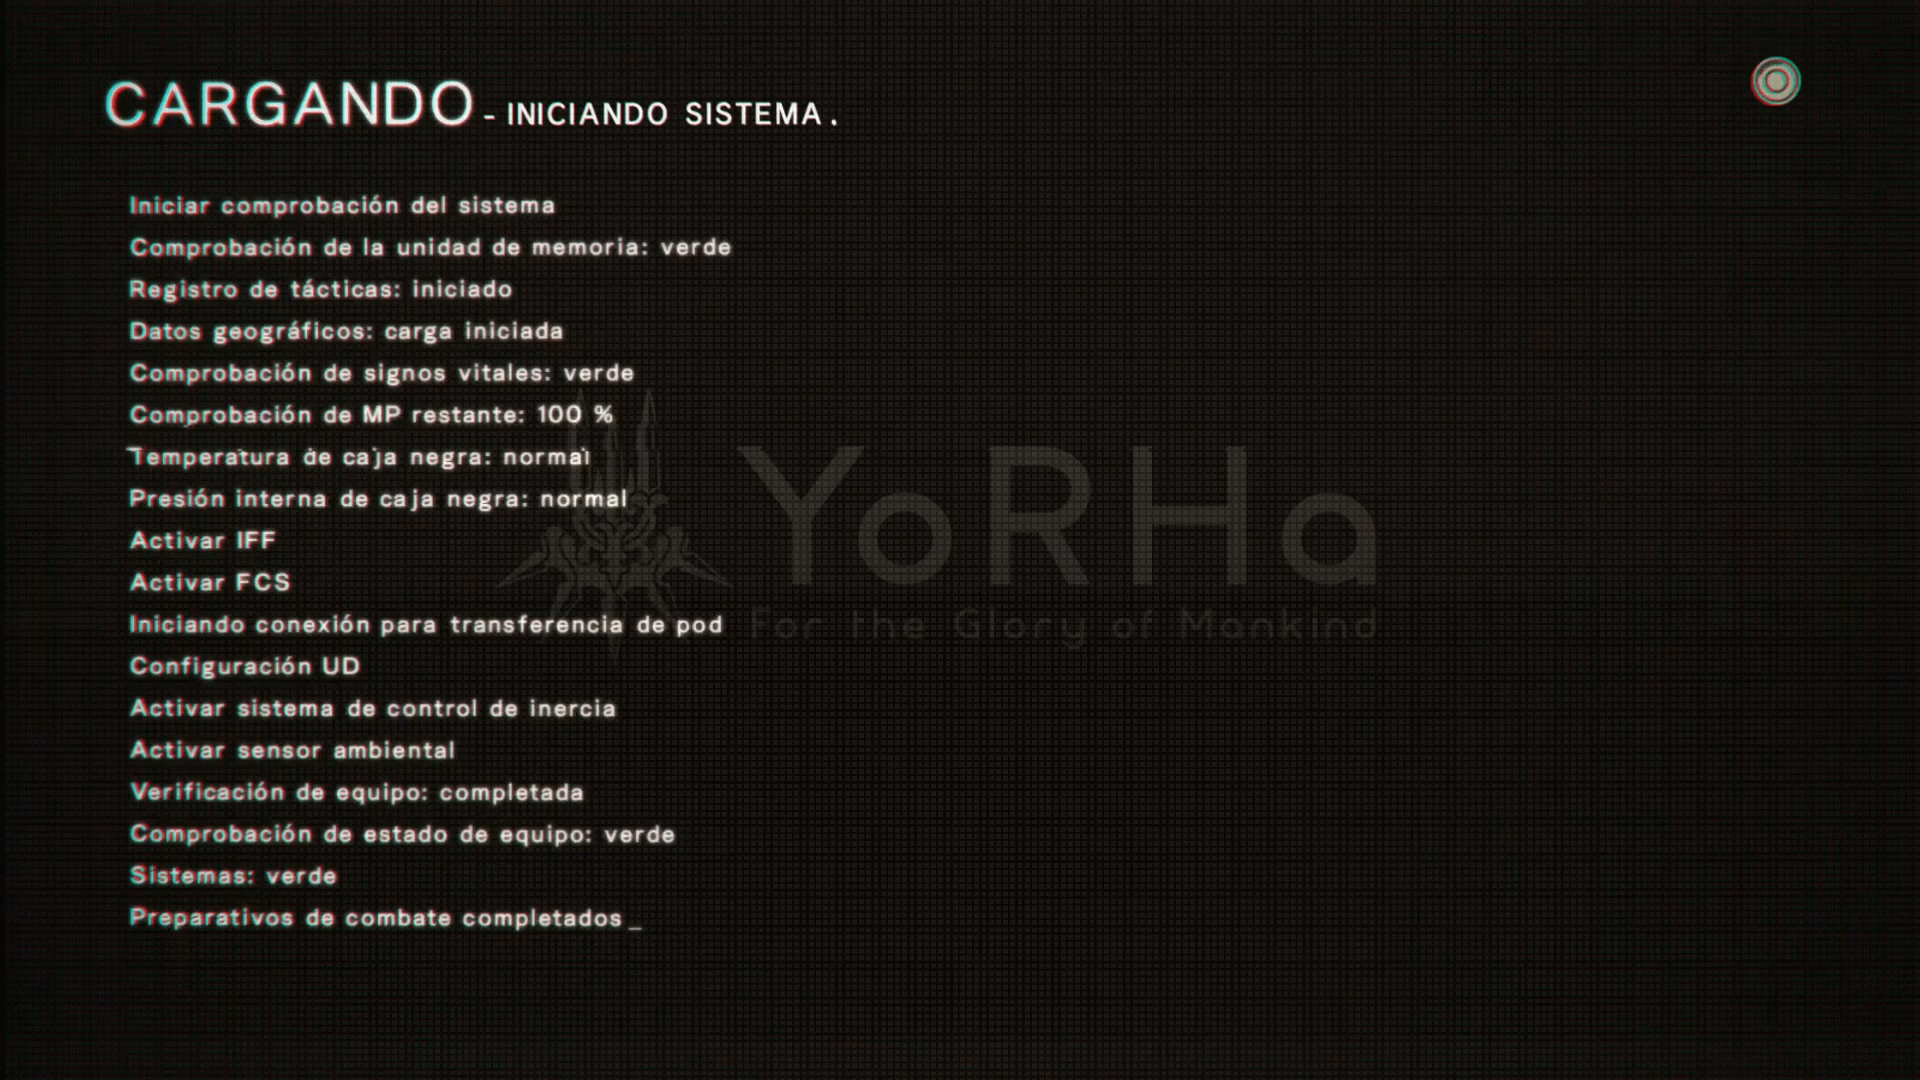 CARGANDO - INICIANDO SISTEMA.
Iniciar comprobación del sistema
Comprobación de la unidad de memoria: verde
Registro de tácticas: iniciado
Datos geográficos: carga iniciada
Comprobación de signos vitales: verde
Comprobación de MP restante: 100 %
Temperatura de caja negra: normal
Presión interna de caja negra: normal
Activar IFF
Activar FCS
Iniciando conexión para transferencia de pod
Configuración UD
Activar sistema de control de inercia
Activar sensor ambiental
Verificación de equipo: completada
Comprobación de estado de equipo: verde
Sistemas: verde
Preparativos de combate completados_
YoRHa
For the Glory of Mankind